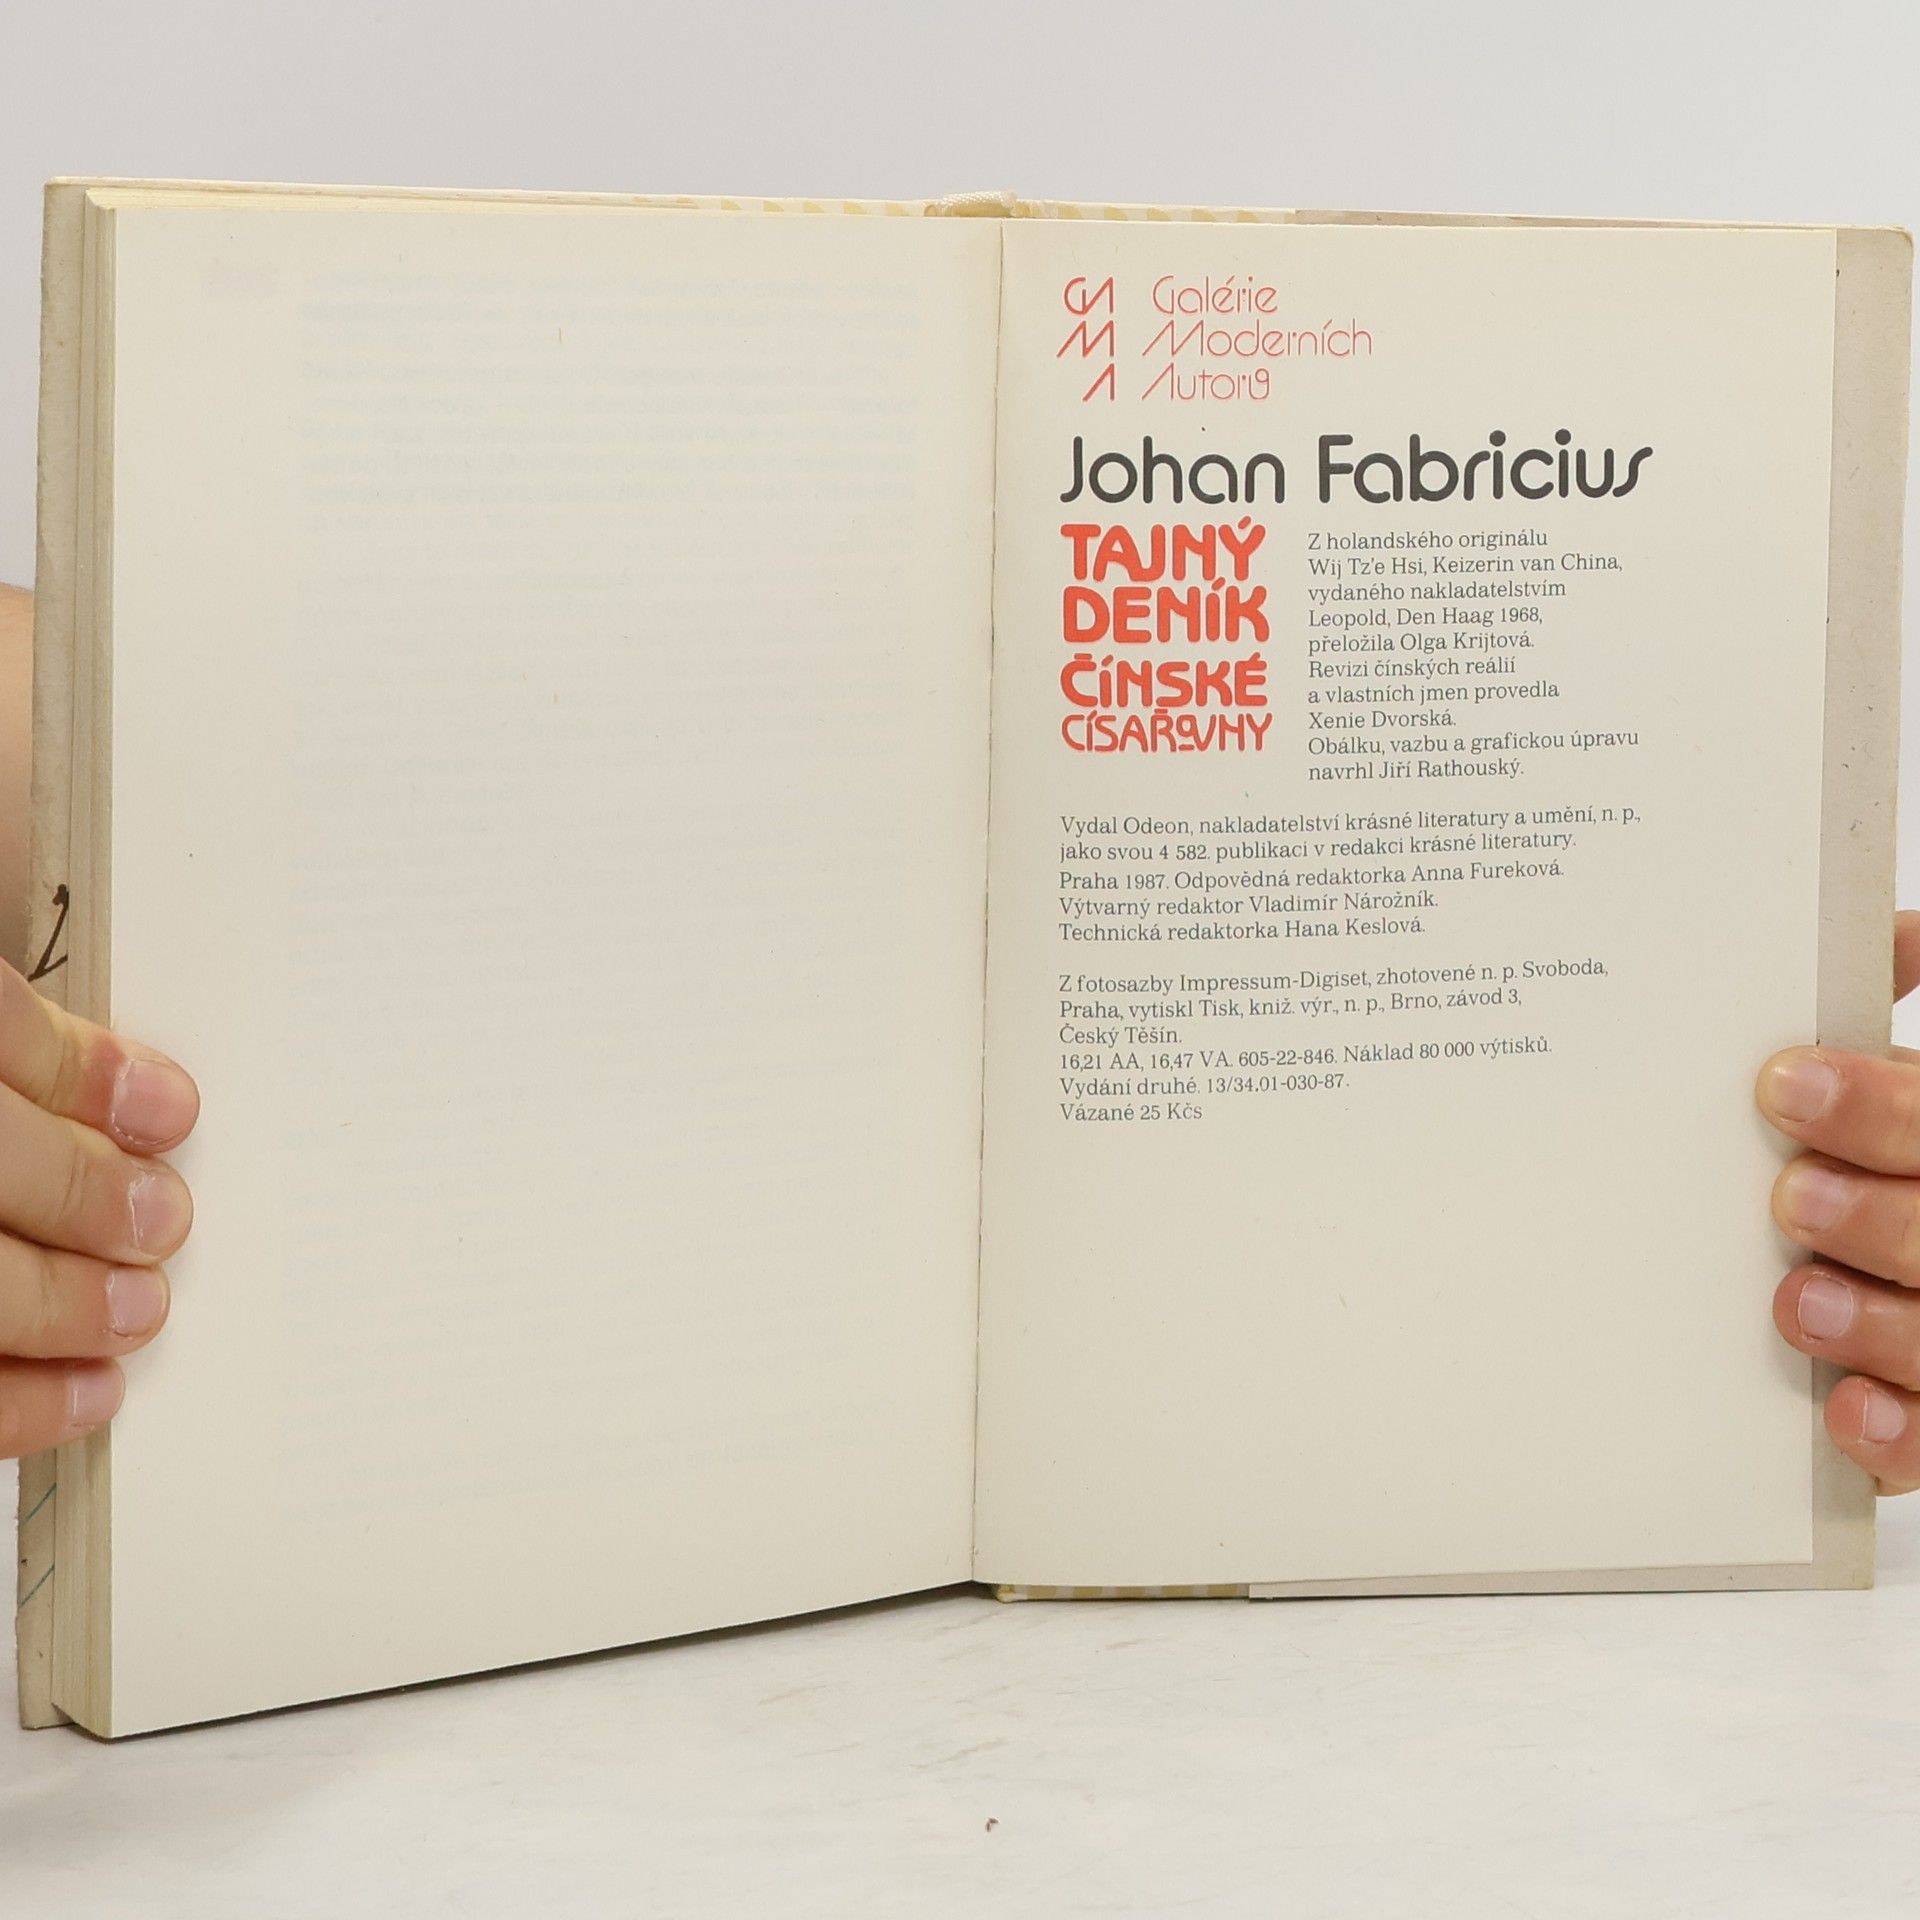 GMA
Galérie
Moderních
Autorů
Johan Fabricius
TAJNÝ
DENÍK
ČÍNSKÉ
CÍSAŘOVNY
Z holandského originálu
Wij Tz'e Hsi, Keizerin van China,
vydaného nakladatelstvím
Leopold, Den Haag 1968,
přeložila Olga Krijtová.
Revizi čínských reálií
a vlastních jmen provedla
Xenie Dvorská.
Obálku, vazbu a grafickou úpravu
navrhl Jiří Rathouský.
Vydal Odeon, nakladatelství krásné literatury a umění, n. p.,
jako svou 4 582. publikaci v redakci krásné literatury.
Praha 1987. Odpovědná redaktorka Anna Fureková.
Výtvarný redaktor Vladimír Nárožník.
Technická redaktorka Hana Keslová.
Z fotosazby Impressum-Digiset, zhotovené n. p. Svoboda,
Praha, vytiskl Tisk, kniž. výr., n. p., Brno, závod 3,
Český Těšín.
16,21 AA, 16,47 VA. 605-22-846. Náklad 80 000 výtisků.
Vydání druhé. 13/34.01-030-87.
Vázané 25 Kčs